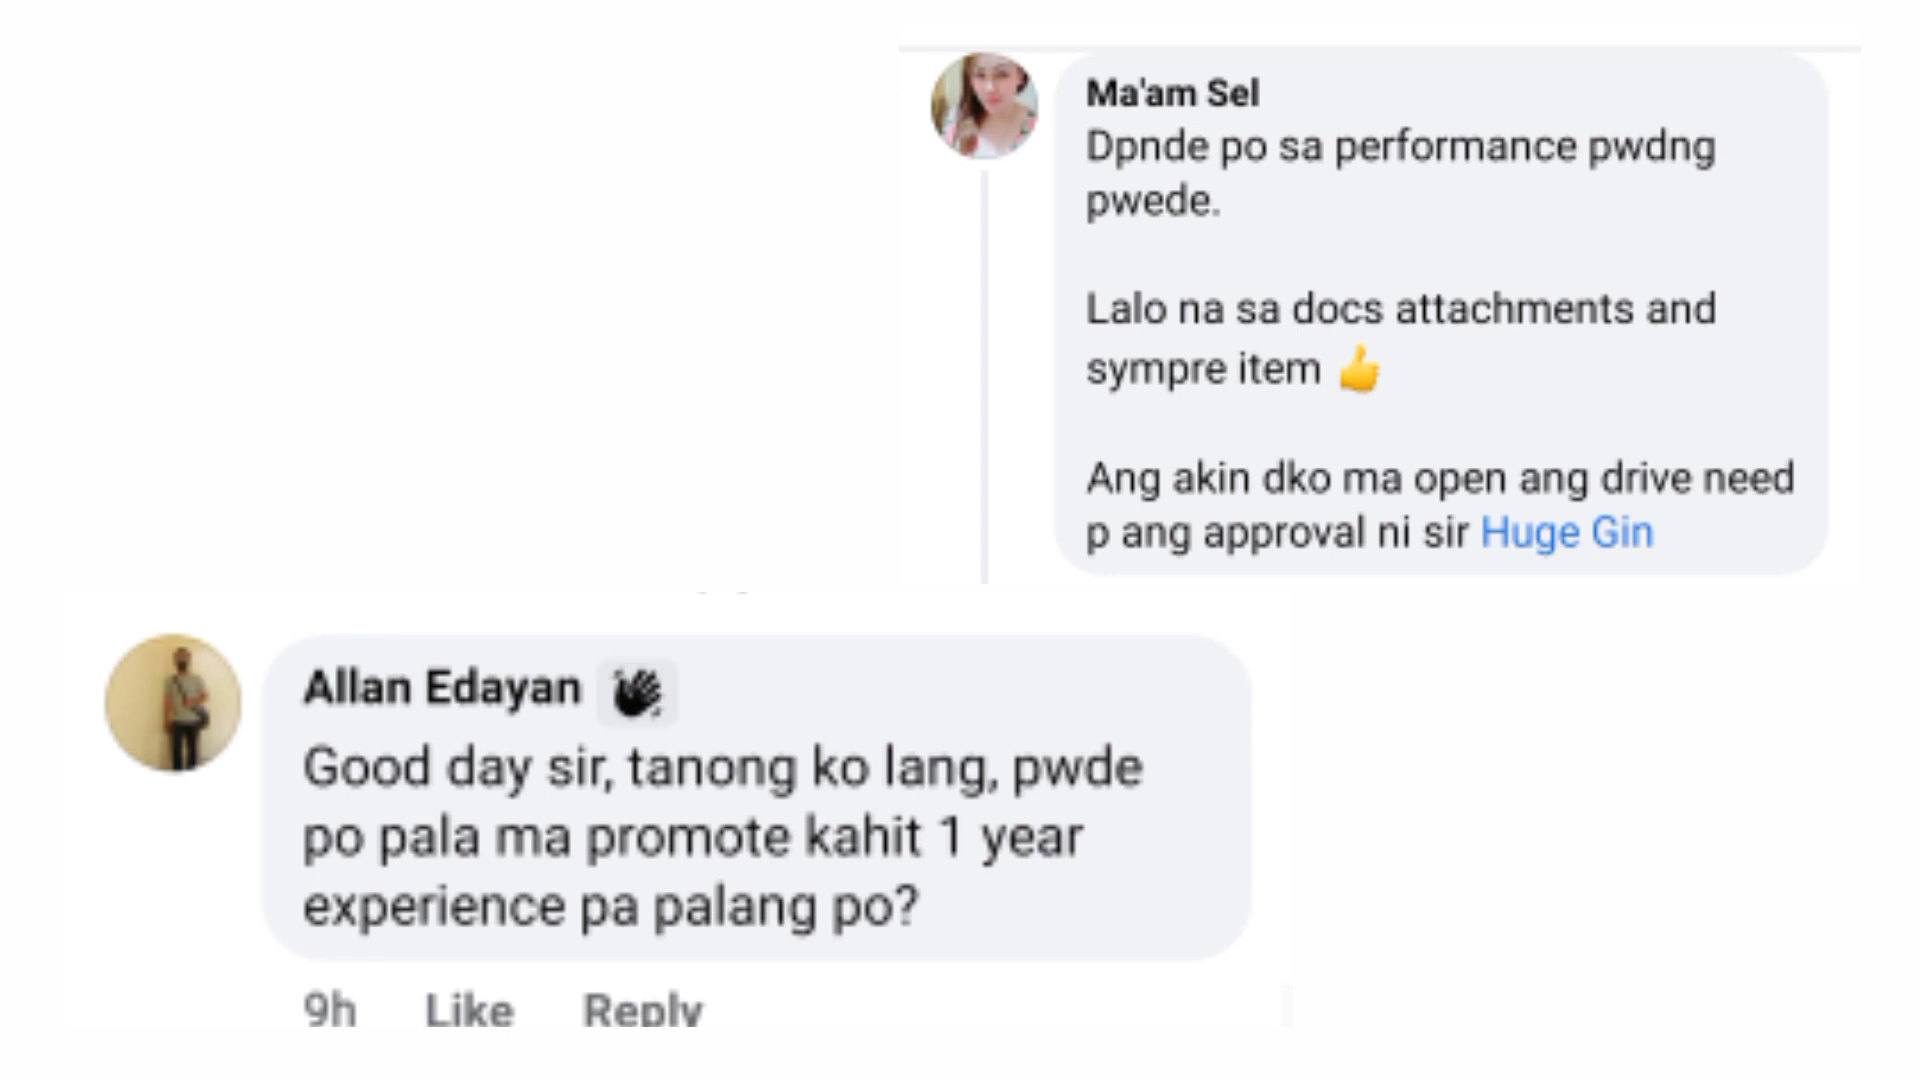 Ma'am Sel
Dpnde po sa performance pwdng
pwede.
Lalo na sa docs attachments and
sympre item 👍
Ang akin dko ma open ang drive need
p ang approval ni sir Huge Gin
Allan Edayan 👋
Good day sir, tanong ko lang, pwde
po pala ma promote kahit 1 year
experience pa palang po?
9h Like Reply